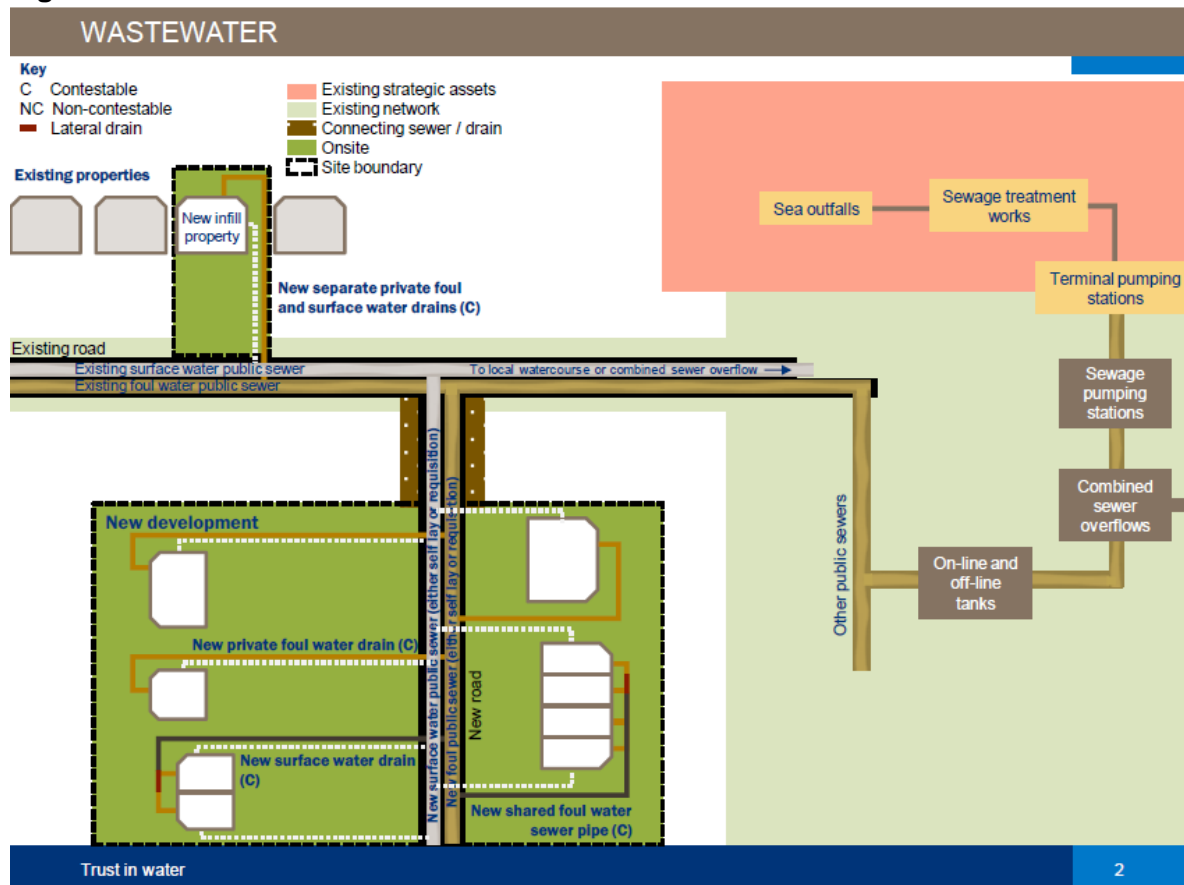 WASTEWATER
Key
C Contestable
NC Non-contestable
Lateral drain
Existing strategic assets
Existing network
Connecting sewer / drain
Onsite
Site boundary
Existing properties
New infill
property
New separate private foul
and surface water drains (C)
Sea outfalls
Sewage treatment
works
Terminal pumping
stations
Existing road
Existing surface water public sewer
To local watercourse or combined sewer overflow
Existing foul water public sewer
Sewage
pumping
stations
Combined
sewer
overflows
On-line and
off-line
tanks
Other public sewers
New development
New surface water public sewer (either self lay or requisition)
New foul public sewer (either self lay or requisition)
New road
New private foul water drain (C)
New surface water drain
(C)
New shared foul water
sewer pipe (C)
Trust in water
2